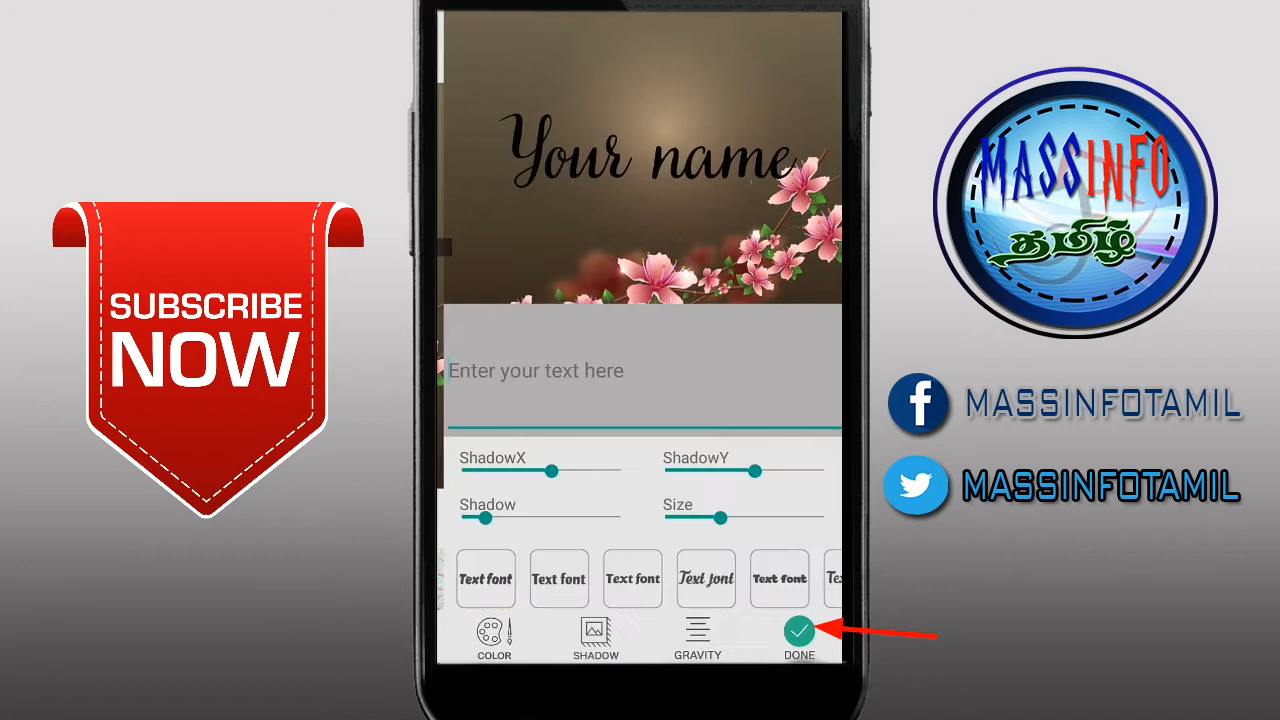 SUBSCRIBE
NOW
Your name
Enter your text here
ShadowX
ShadowY
Shadow
Size
Text font
Text font
Text font
Text font
Text font
COLOR
SHADOW
GRAVITY
DONE
MASSINFO
தமிழ்
f
MASSINFOTAMIL
MASSINFOTAMIL